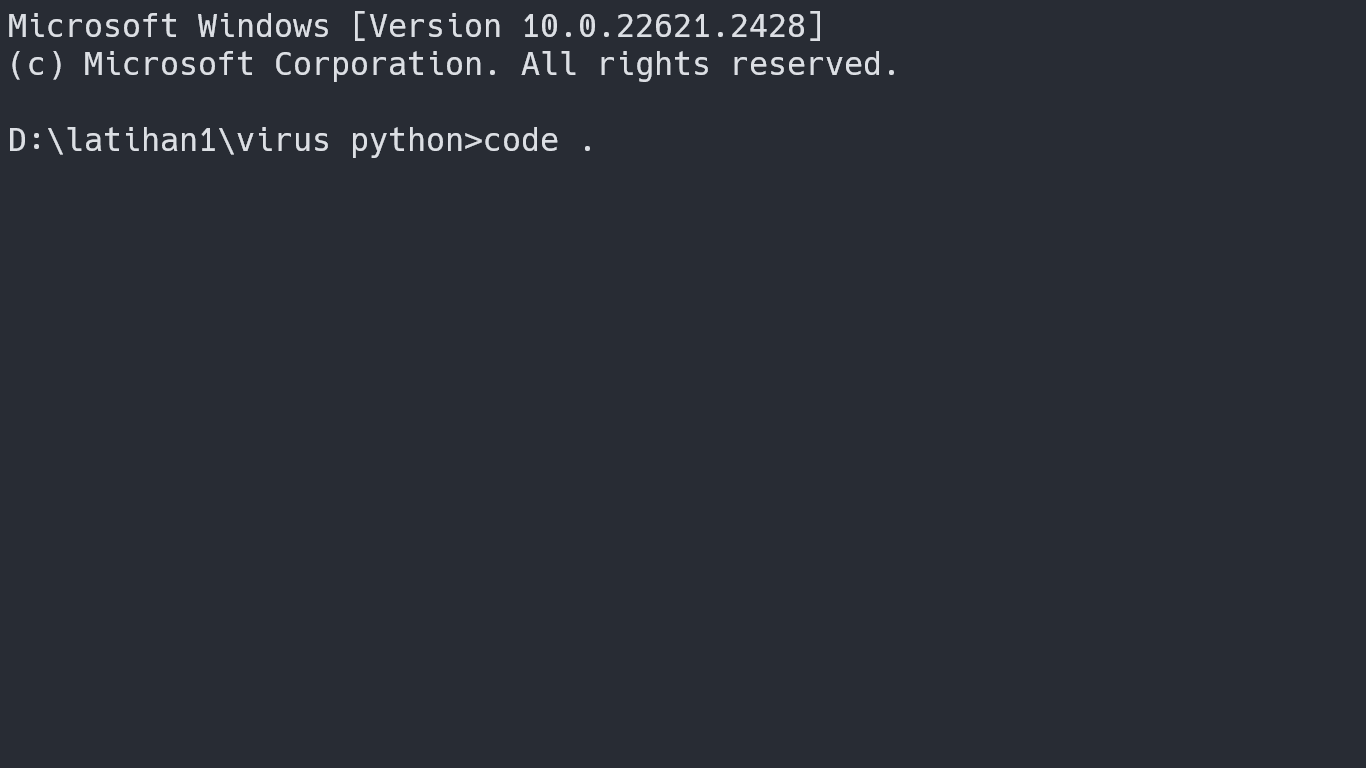 Microsoft Windows [Version 10.0.22621.2428]
(c) Microsoft Corporation. All rights reserved.
D:\latihan1\virus python>code .